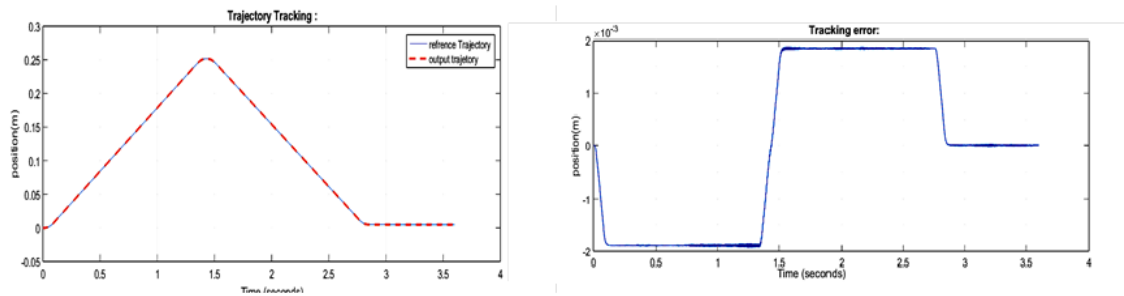 Trajectory Tracking :
0.3
0.25
0.2
0.15
0.1
0.05
0
-0.05
position(m)
refrence Trajectory
output trajetory
0 0.5 1 1.5 2 2.5 3 3.5 4
Time (seconds)
Tracking error:
×10⁻³
2
1
0
-1
-2
position(m)
0 0.5 1 1.5 2 2.5 3 3.5 4
Time (seconds)